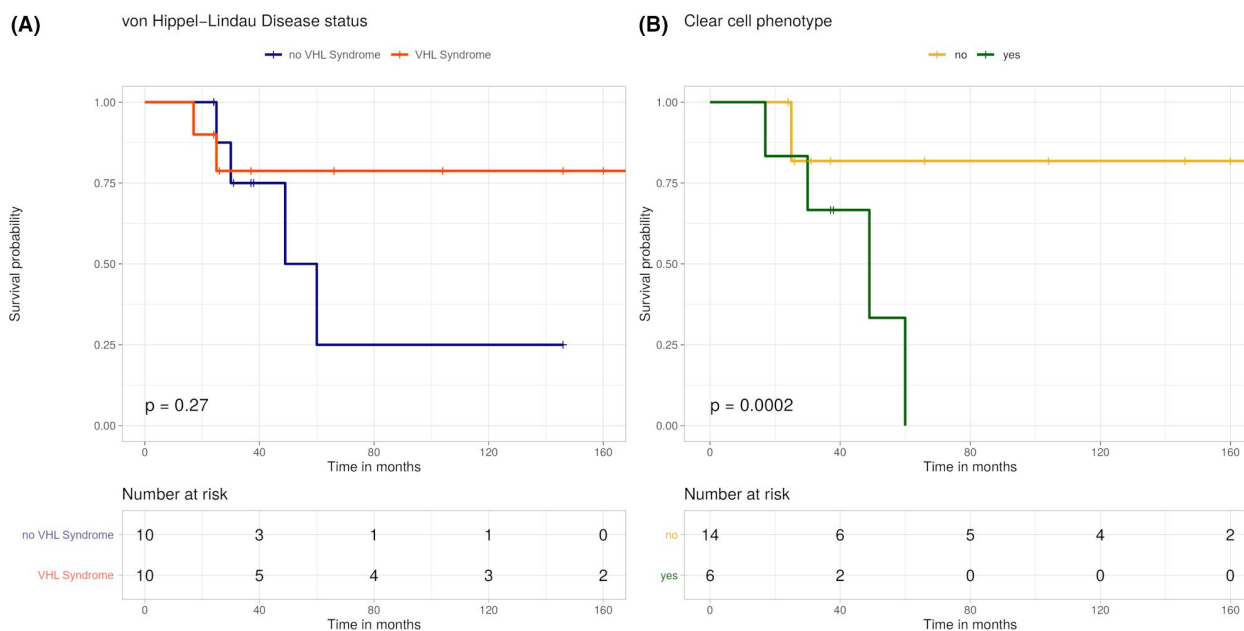 (A)
von Hippel−Lindau Disease status
no VHL Syndrome VHL Syndrome
1.00
0.75
0.50
0.25
0.00
Survival probability
p = 0.27
0 40 80 120 160
Time in months
Number at risk
no VHL Syndrome 10 3 1 1 0
VHL Syndrome 10 5 4 3 2
0 40 80 120 160
Time in months
(B)
Clear cell phenotype
no yes
1.00
0.75
0.50
0.25
0.00
Survival probability
p = 0.0002
0 40 80 120 160
Time in months
Number at risk
no 14 6 5 4 2
yes 6 2 0 0 0
0 40 80 120 160
Time in months